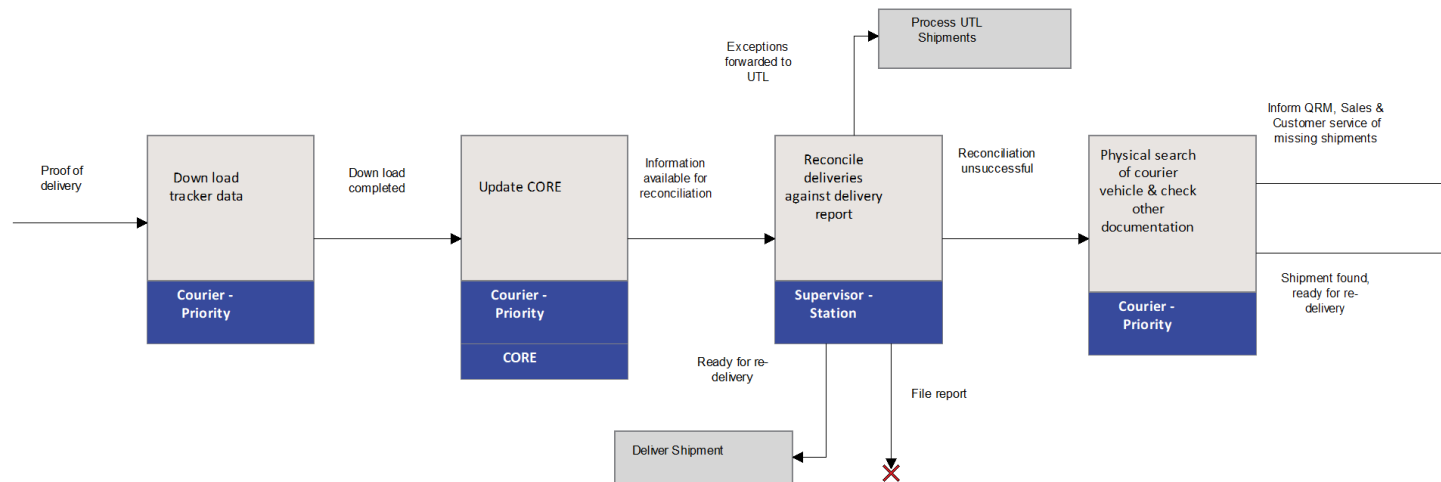 Process UTL
Shipments
Exceptions
forwarded to
UTL
Inform QRM, Sales &
Customer service of
missing shipments
Proof of
delivery
Down load
tracker data
Courier -
Priority
Down load
completed
Update CORE
Courier -
Priority
CORE
Information
available for
reconciliation
Reconcile
deliveries
against delivery
report
Supervisor -
Station
Reconciliation
unsuccessful
Physical search
of courier
vehicle & check
other
documentation
Courier -
Priority
Shipment found,
ready for re-
delivery
Ready for re-
delivery
File report
Deliver Shipment